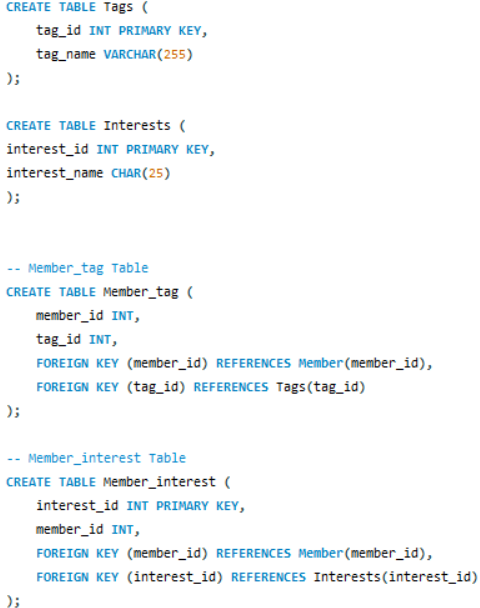 CREATE TABLE Tags (
    tag_id INT PRIMARY KEY,
    tag_name VARCHAR(255)
);

CREATE TABLE Interests (
interest_id INT PRIMARY KEY,
interest_name CHAR(25)
);

-- Member_tag Table
CREATE TABLE Member_tag (
    member_id INT,
    tag_id INT,
    FOREIGN KEY (member_id) REFERENCES Member(member_id),
    FOREIGN KEY (tag_id) REFERENCES Tags(tag_id)
);

-- Member_interest Table
CREATE TABLE Member_interest (
    interest_id INT PRIMARY KEY,
    member_id INT,
    FOREIGN KEY (member_id) REFERENCES Member(member_id),
    FOREIGN KEY (interest_id) REFERENCES Interests(interest_id)
);